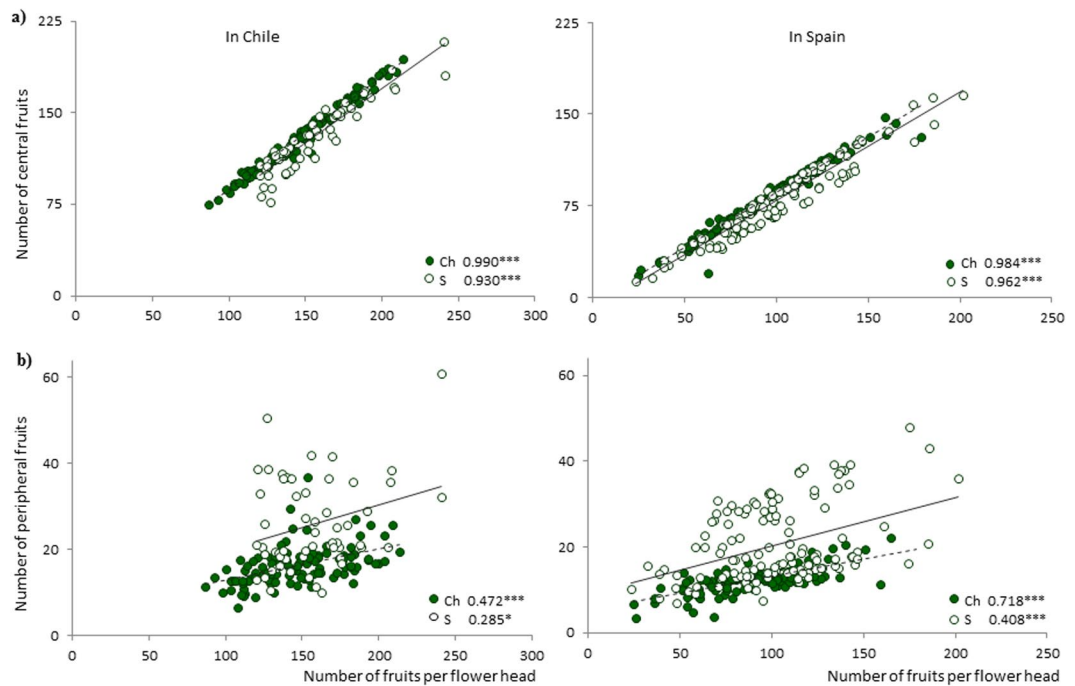 a)
In Chile
In Spain
Number of central fruits
225
150
75
0
0 50 100 150 200 250 300
Ch 0.990***
S 0.930***
225
150
75
0
0 50 100 150 200 250
Ch 0.984***
S 0.962***
b)
Number of peripheral fruits
60
40
20
0
0 50 100 150 200 250 300
Ch 0.472***
S 0.285*
Number of fruits per flower head
60
40
20
0
0 50 100 150 200 250
Ch 0.718***
S 0.408***
Number of fruits per flower head